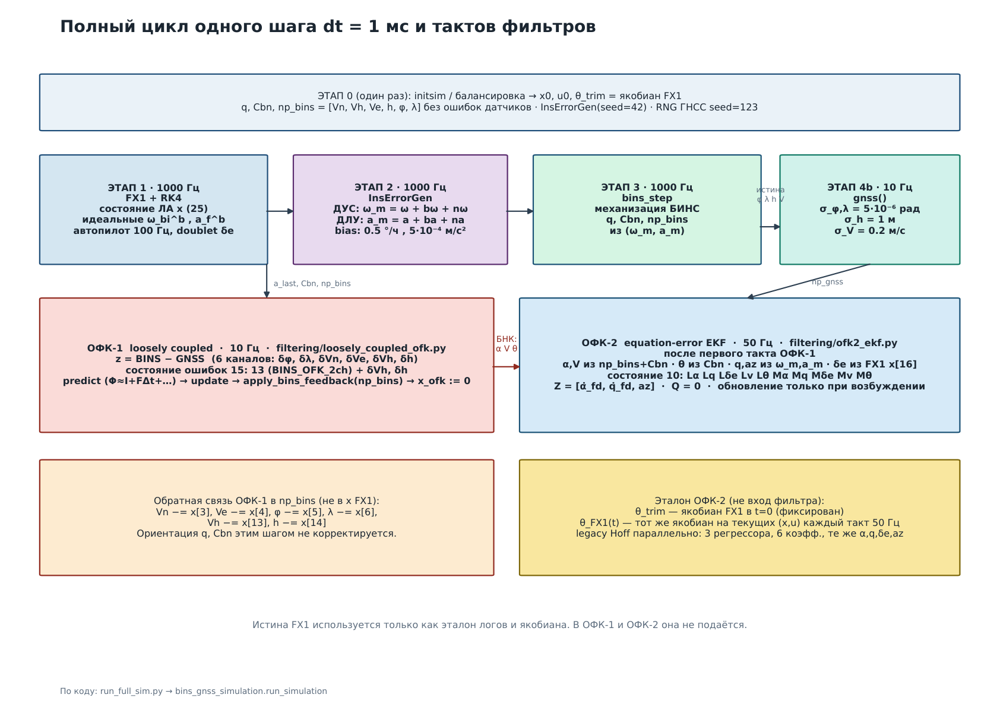 Полный цикл одного шага dt = 1 мс и тактов фильтров
ЭТАП 0 (один раз): initsim / балансировка → x0, u0, θ_trim = якобиан FX1
q, Cbn, np_bins = [Vn, Vh, Ve, h, φ, λ] без ошибок датчиков · InsErrorGen(seed=42) · RNG ГНСС seed=123
ЭТАП 1 · 1000 Гц
FX1 + RK4
состояние ЛА x (25)
идеальные ω_bi^b , a_f^b
автопилот 100 Гц, doublet δe
ЭТАП 2 · 1000 Гц
InsErrorGen
ДУС: ω_m = ω + bω + nω
ДЛУ: a_m = a + ba + na
bias: 0.5 °/ч , 5·10⁻⁴ м/с²
ЭТАП 3 · 1000 Гц
bins_step
механизация БИНС
q, Cbn, np_bins
из (ω_m, a_m)
истина
φ λ h V
ЭТАП 4b · 10 Гц
gnss()
σ_φ,λ = 5·10⁻⁶ рад
σ_h = 1 м
σ_V = 0.2 м/с
a_last, Cbn, np_bins
np_gnss
ОФК-1  loosely coupled  ·  10 Гц  ·  filtering/loosely_coupled_ofk.py
z = BINS − GNSS  (6 каналов: δφ, δλ, δVn, δVe, δVh, δh)
состояние ошибок 15: 13 (BINS_OFK_2ch) + δVh, δh
predict (Φ≈I+FΔt+…) → update → apply_bins_feedback(np_bins) → x_ofk := 0
БНК:
α V θ
ОФК-2  equation-error EKF  ·  50 Гц  ·  filtering/ofk2_ekf.py
после первого такта ОФК-1
α,V из np_bins+Cbn · θ из Cbn · q,az из ω_m,a_m · δe из FX1 x[16]
состояние 10: Lα Lq Lδe Lv Lθ Mα Mq Mδe Mv Mθ
Z = [α̇_fd, q̇_fd, az]  ·  Q = 0  ·  обновление только при возбуждении
Обратная связь ОФК-1 в np_bins (не в x FX1):
Vn −= x[3], Ve −= x[4], φ −= x[5], λ −= x[6],
Vh −= x[13], h −= x[14]
Ориентация q, Cbn этим шагом не корректируется.
Эталон ОФК-2 (не вход фильтра):
θ_trim — якобиан FX1 в t=0 (фиксирован)
θ_FX1(t) — тот же якобиан на текущих (x,u) каждый такт 50 Гц
legacy Hoff параллельно: 3 регрессора, 6 коэфф., те же α,q,δe,az
Истина FX1 используется только как эталон логов и якобиана. В ОФК-1 и ОФК-2 она не подаётся.
По коду: run_full_sim.py → bins_gnss_simulation.run_simulation